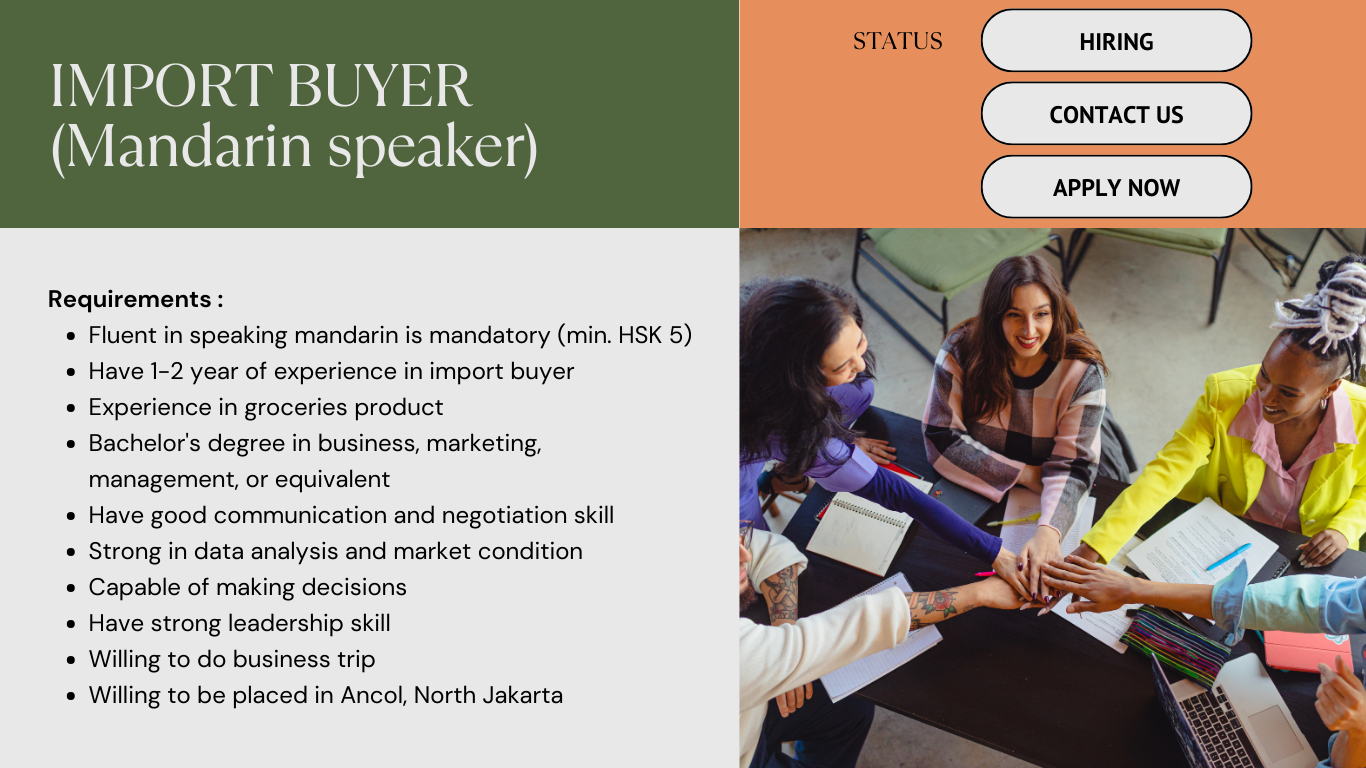 IMPORT BUYER
(Mandarin speaker)
STATUS
HIRING
CONTACT US
APPLY NOW
Requirements :
Fluent in speaking mandarin is mandatory (min. HSK 5)
Have 1-2 year of experience in import buyer
Experience in groceries product
Bachelor's degree in business, marketing,
management, or equivalent
Have good communication and negotiation skill
Strong in data analysis and market condition
Capable of making decisions
Have strong leadership skill
Willing to do business trip
Willing to be placed in Ancol, North Jakarta